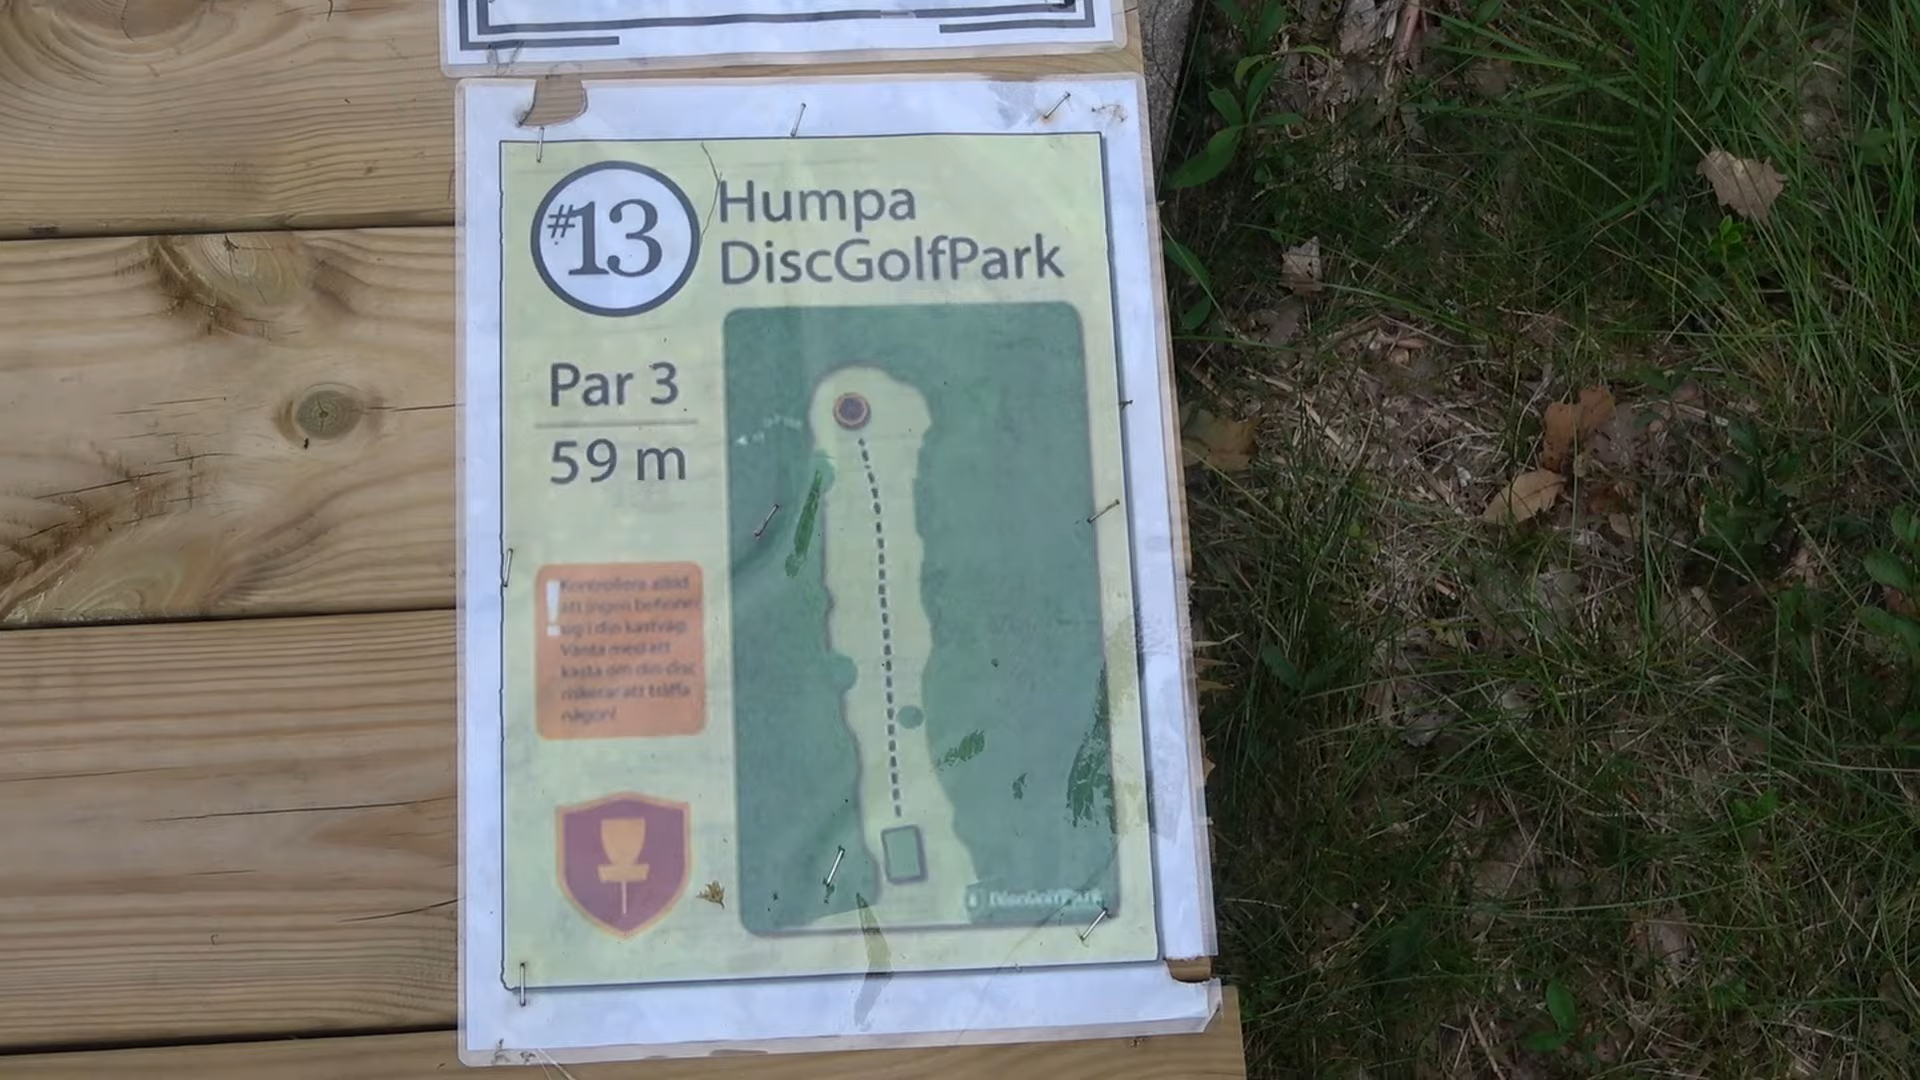 #13
Humpa
DiscGolfPark
Par 3
59 m
! Kontrollera alltid
att ingen befinner
sig i din kastväg.
Vänta med att
kasta om din disc
riskerar att träffa
någon!
DiscGolfPark